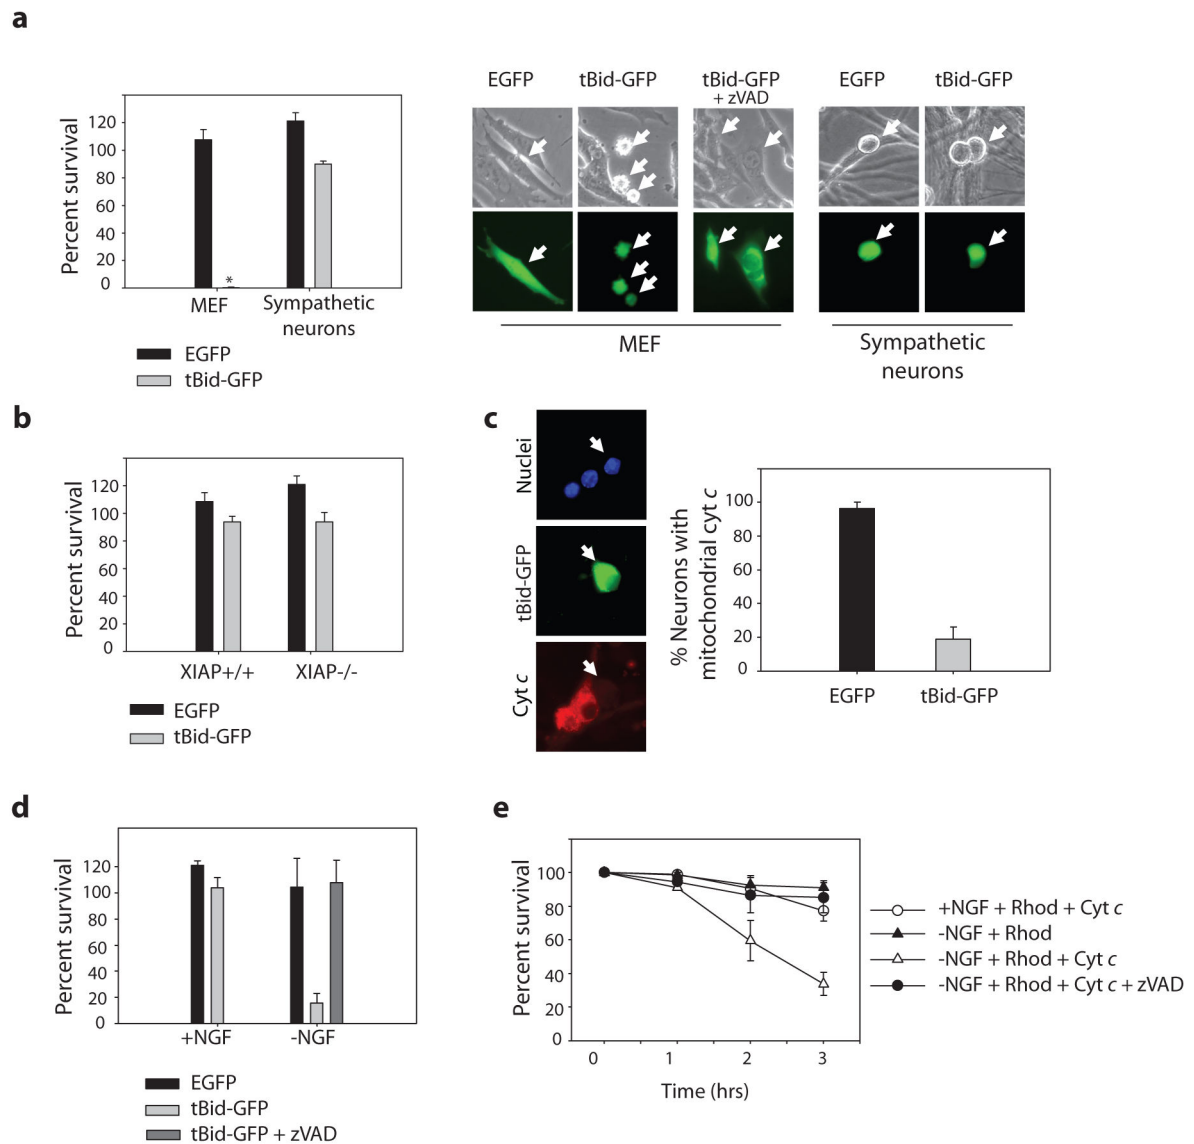 a
EGFP
tBid-GFP
tBid-GFP
+ zVAD
EGFP
tBid-GFP
Percent survival
120
100
80
60
40
20
0
*
MEF
Sympathetic
neurons
EGFP
tBid-GFP
MEF
Sympathetic
neurons
b
Percent survival
120
100
80
60
40
20
0
XIAP+/+
XIAP-/-
EGFP
tBid-GFP
c
Nuclei
tBid-GFP
Cyt c
% Neurons with
mitochondrial cyt c
100
80
60
40
20
0
EGFP
tBid-GFP
d
Percent survival
120
100
80
60
40
20
0
+NGF
-NGF
EGFP
tBid-GFP
tBid-GFP + zVAD
e
Percent survival
100
80
60
40
20
0
0
1
2
3
Time (hrs)
+NGF + Rhod + Cyt c
-NGF + Rhod
-NGF + Rhod + Cyt c
-NGF + Rhod + Cyt c + zVAD